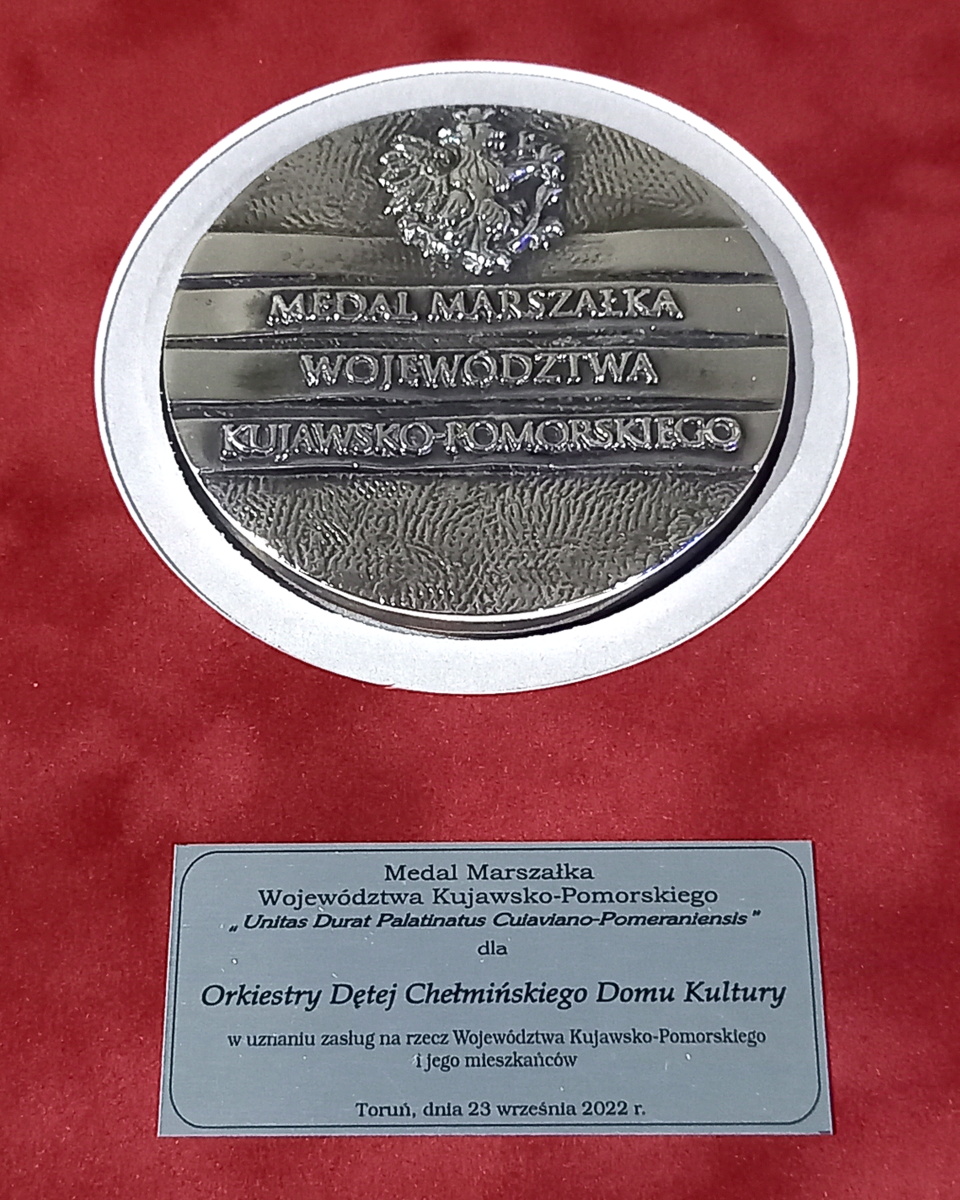 MEDAL MARSZAŁKA
WOJEWÓDZTWA
KUJAWSKO-POMORSKIEGO
Medal Marszałka
Województwa Kujawsko-Pomorskiego
„ Unitas Durat Palatinatus Cuiaviano-Pomeraniensis ”
dla
Orkiestry Dętej Chełmińskiego Domu Kultury
w uznaniu zasług na rzecz Województwa Kujawsko-Pomorskiego
i jego mieszkańców
Toruń, dnia 23 września 2022 r.